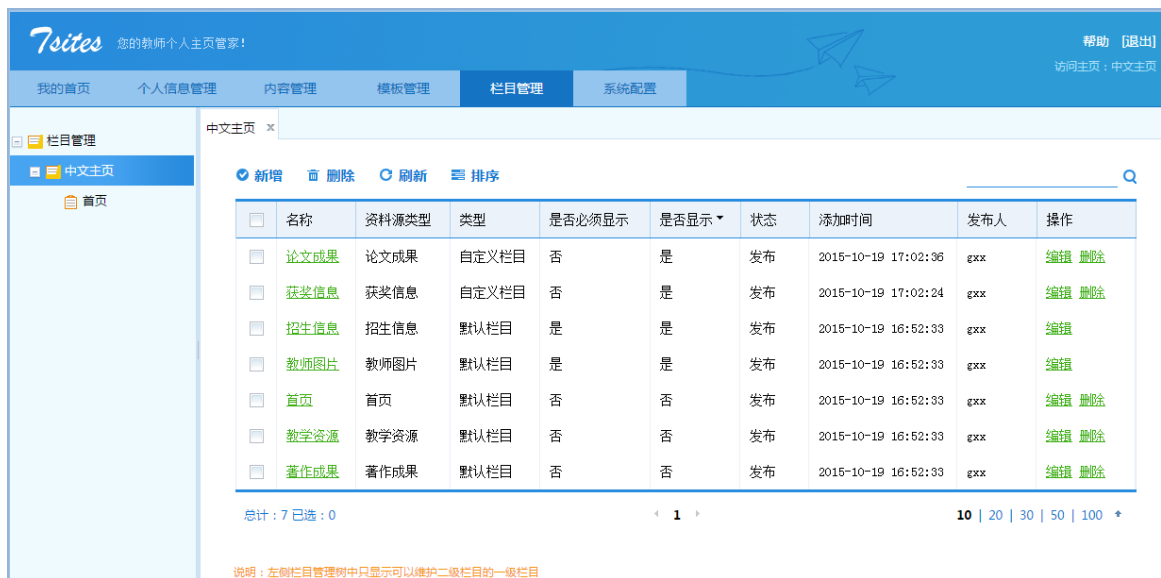 7sites 您的教师个人主页管家!
帮助 [退出]
访问主页：中文主页
我的首页 个人信息管理 内容管理 模板管理 栏目管理 系统配置
栏目管理
中文主页
首页
中文主页 ×
新增 删除 刷新 排序
名称 资料源类型 类型 是否必须显示 是否显示 状态 添加时间 发布人 操作
论文成果 论文成果 自定义栏目 否 是 发布 2015-10-19 17:02:36 gxx 编辑 删除
获奖信息 获奖信息 自定义栏目 否 是 发布 2015-10-19 17:02:24 gxx 编辑 删除
招生信息 招生信息 默认栏目 是 是 发布 2015-10-19 16:52:33 gxx 编辑
教师图片 教师图片 默认栏目 是 是 发布 2015-10-19 16:52:33 gxx 编辑
首页 首页 默认栏目 否 否 发布 2015-10-19 16:52:33 gxx 编辑 删除
教学资源 教学资源 默认栏目 否 否 发布 2015-10-19 16:52:33 gxx 编辑 删除
著作成果 著作成果 默认栏目 否 否 发布 2015-10-19 16:52:33 gxx 编辑 删除
总计：7 已选：0 1 10 | 20 | 30 | 50 | 100
说明：左侧栏目管理树中只显示可以维护二级栏目的一级栏目